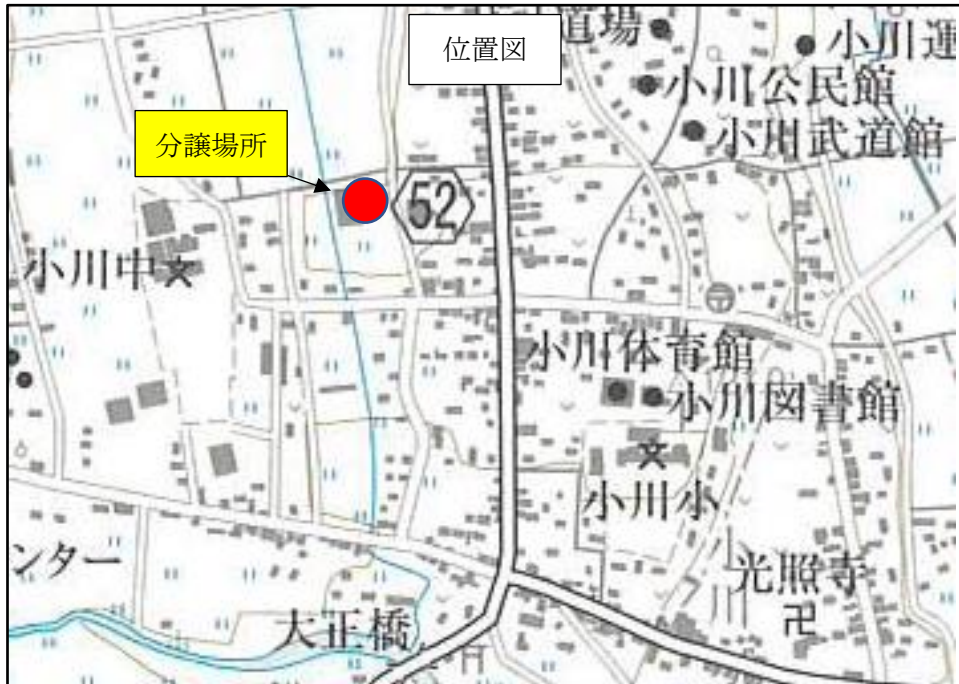 位置図
道場
小川運
小川公民館
小川武道館
分譲場所
52
小川中
小川体育館
小川図書館
小川小
ンター
光照寺
川
大正橋